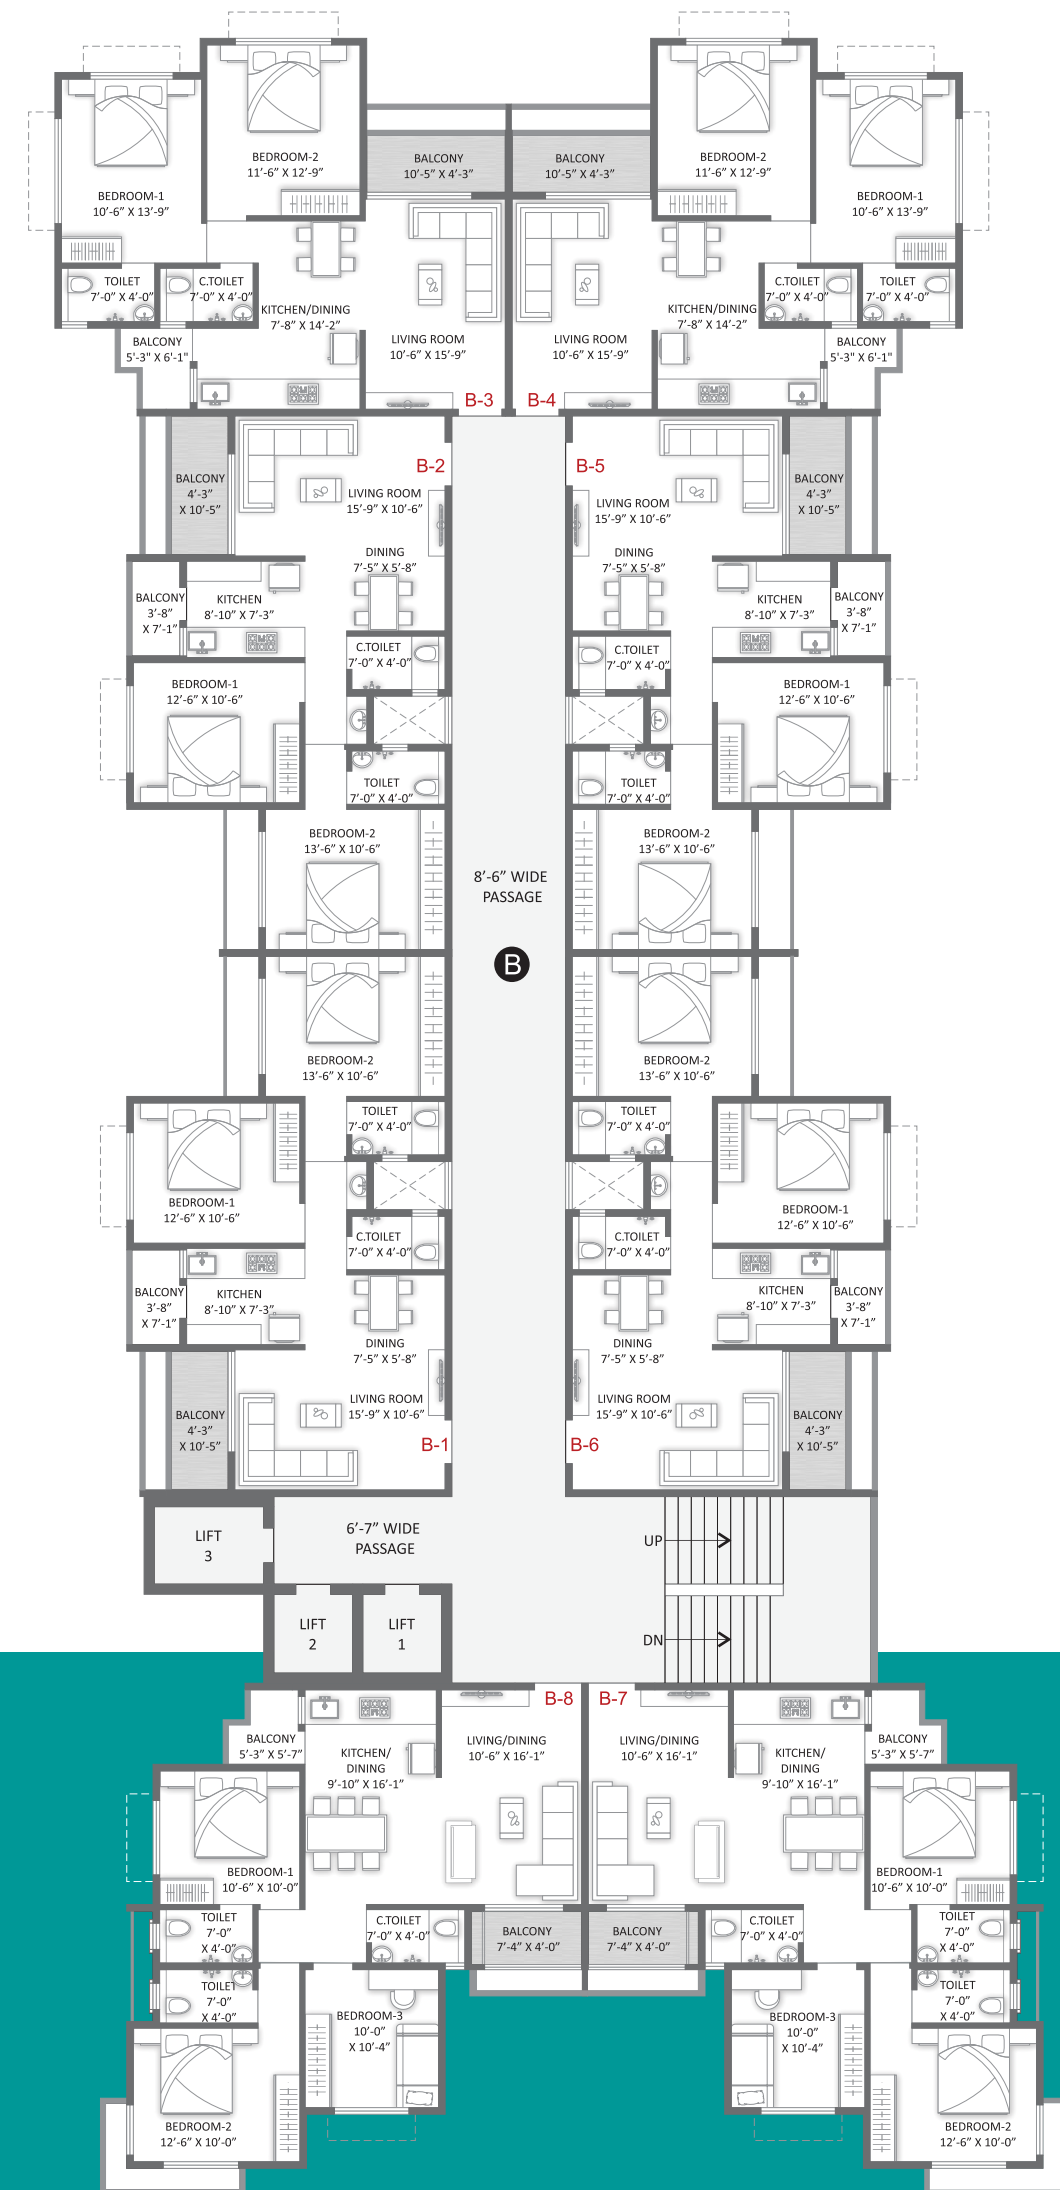 BEDROOM-2
11'-6" X 12'-9"
BEDROOM-1
10'-6" X 13'-9"
BALCONY
10'-5" X 4'-3"
BALCONY
10'-5" X 4'-3"
BEDROOM-2
11'-6" X 12'-9"
BEDROOM-1
10'-6" X 13'-9"
TOILET
7'-0" X 4'-0"
C.TOILET
7'-0" X 4'-0"
KITCHEN/DINING
7'-8" X 14'-2"
LIVING ROOM
10'-6" X 15'-9"
LIVING ROOM
10'-6" X 15'-9"
KITCHEN/DINING
7'-8" X 14'-2"
C.TOILET
7'-0" X 4'-0"
TOILET
7'-0" X 4'-0"
BALCONY
5'-3" X 6'-1"
BALCONY
5'-3" X 6'-1"
B-3
B-4
B-2
B-5
BALCONY
4'-3"
X 10'-5"
LIVING ROOM
15'-9" X 10'-6"
LIVING ROOM
15'-9" X 10'-6"
BALCONY
4'-3"
X 10'-5"
DINING
7'-5" X 5'-8"
DINING
7'-5" X 5'-8"
BALCONY
3'-8"
X 7'-1"
KITCHEN
8'-10" X 7'-3"
KITCHEN
8'-10" X 7'-3"
BALCONY
3'-8"
X 7'-1"
C.TOILET
7'-0" X 4'-0"
C.TOILET
7'-0" X 4'-0"
BEDROOM-1
12'-6" X 10'-6"
BEDROOM-1
12'-6" X 10'-6"
TOILET
7'-0" X 4'-0"
TOILET
7'-0" X 4'-0"
BEDROOM-2
13'-6" X 10'-6"
BEDROOM-2
13'-6" X 10'-6"
8'-6" WIDE
PASSAGE
B
BEDROOM-2
13'-6" X 10'-6"
BEDROOM-2
13'-6" X 10'-6"
TOILET
7'-0" X 4'-0"
TOILET
7'-0" X 4'-0"
BEDROOM-1
12'-6" X 10'-6"
BEDROOM-1
12'-6" X 10'-6"
C.TOILET
7'-0" X 4'-0"
C.TOILET
7'-0" X 4'-0"
BALCONY
3'-8"
X 7'-1"
KITCHEN
8'-10" X 7'-3"
KITCHEN
8'-10" X 7'-3"
BALCONY
3'-8"
X 7'-1"
DINING
7'-5" X 5'-8"
DINING
7'-5" X 5'-8"
BALCONY
4'-3"
X 10'-5"
LIVING ROOM
15'-9" X 10'-6"
LIVING ROOM
15'-9" X 10'-6"
BALCONY
4'-3"
X 10'-5"
B-1
B-6
LIFT
3
6'-7" WIDE
PASSAGE
UP
LIFT
2
LIFT
1
DN
B-8
B-7
BALCONY
5'-3" X 5'-7"
KITCHEN/
DINING
9'-10" X 16'-1"
LIVING/DINING
10'-6" X 16'-1"
LIVING/DINING
10'-6" X 16'-1"
KITCHEN/
DINING
9'-10" X 16'-1"
BALCONY
5'-3" X 5'-7"
BEDROOM-1
10'-6" X 10'-0"
BEDROOM-1
10'-6" X 10'-0"
TOILET
7'-0"
X 4'-0"
C.TOILET
7'-0" X 4'-0"
BALCONY
7'-4" X 4'-0"
BALCONY
7'-4" X 4'-0"
C.TOILET
7'-0" X 4'-0"
TOILET
7'-0"
X 4'-0"
TOILET
7'-0"
X 4'-0"
TOILET
7'-0"
X 4'-0"
BEDROOM-3
10'-0"
X 10'-4"
BEDROOM-3
10'-0"
X 10'-4"
BEDROOM-2
12'-6" X 10'-0"
BEDROOM-2
12'-6" X 10'-0"